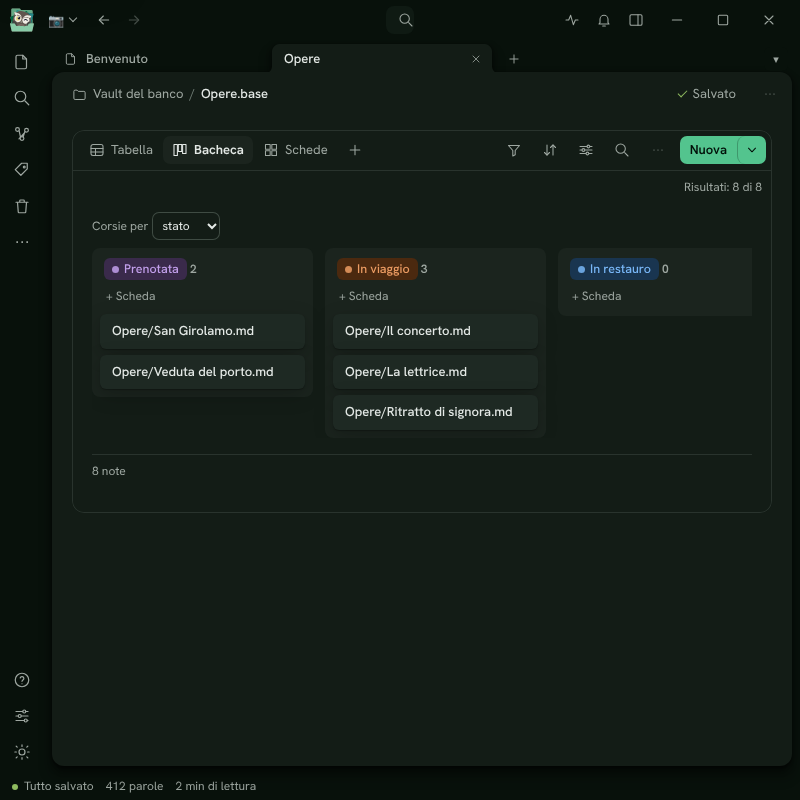 Benvenuto
Opere
Vault del banco / Opere.base
Salvato
Tabella
Bacheca
Schede
Nuova
Risultati: 8 di 8
Corsie per stato
Prenotata 2
+ Scheda
Opere/San Girolamo.md
Opere/Veduta del porto.md
In viaggio 3
+ Scheda
Opere/Il concerto.md
Opere/La lettrice.md
Opere/Ritratto di signora.md
In restauro 0
+ Scheda
8 note
Tutto salvato 412 parole 2 min di lettura